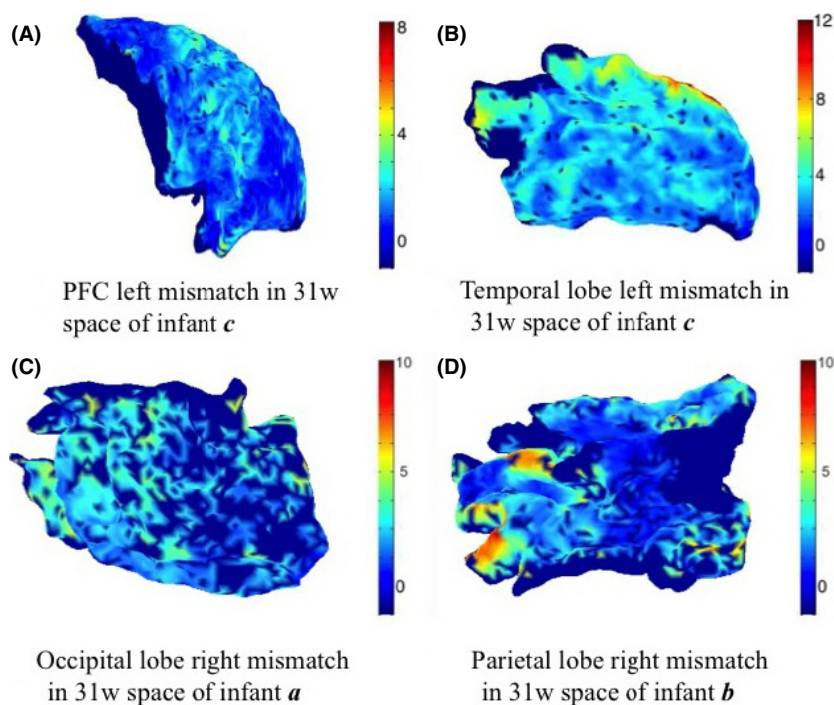 (A)
8
4
0
PFC left mismatch in 31w
space of infant c
(B)
12
8
4
0
Temporal lobe left mismatch in
31w space of infant c
(C)
10
5
0
Occipital lobe right mismatch
in 31w space of infant a
(D)
10
5
0
Parietal lobe right mismatch
in 31w space of infant b